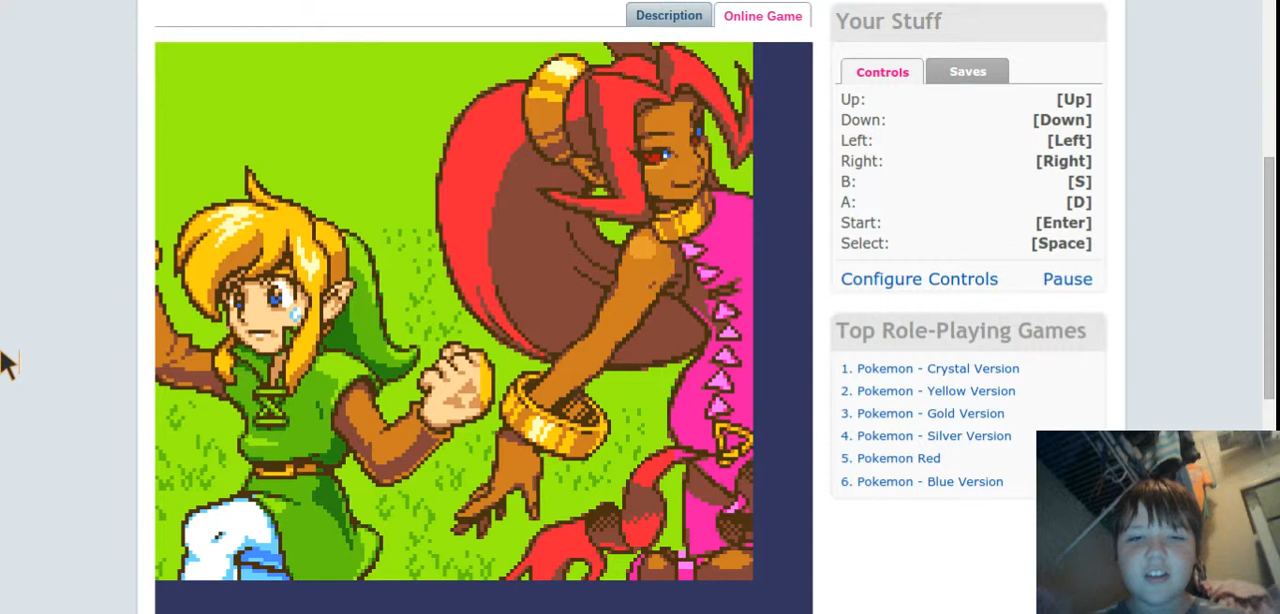 Description
Online Game
Your Stuff
Controls
Saves
Up: [Up]
Down: [Down]
Left: [Left]
Right: [Right]
B: [S]
A: [D]
Start: [Enter]
Select: [Space]
Configure Controls
Pause
Top Role-Playing Games
1. Pokemon - Crystal Version
2. Pokemon - Yellow Version
3. Pokemon - Gold Version
4. Pokemon - Silver Version
5. Pokemon Red
6. Pokemon - Blue Version